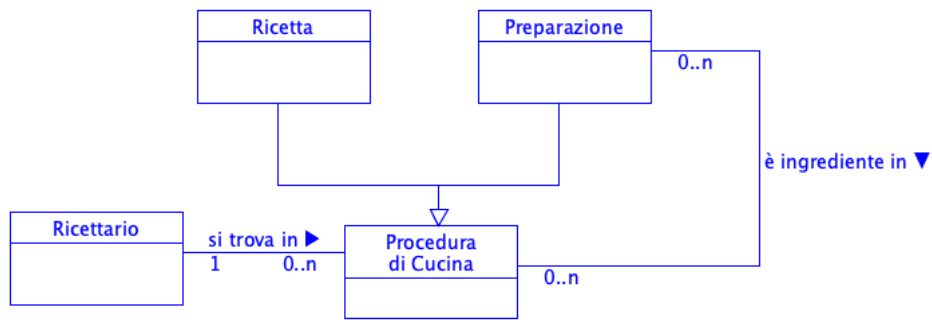 Ricetta
Preparazione
0..n
è ingrediente in ▼
Ricettario
si trova in ▶
1
0..n
Procedura
di Cucina
0..n